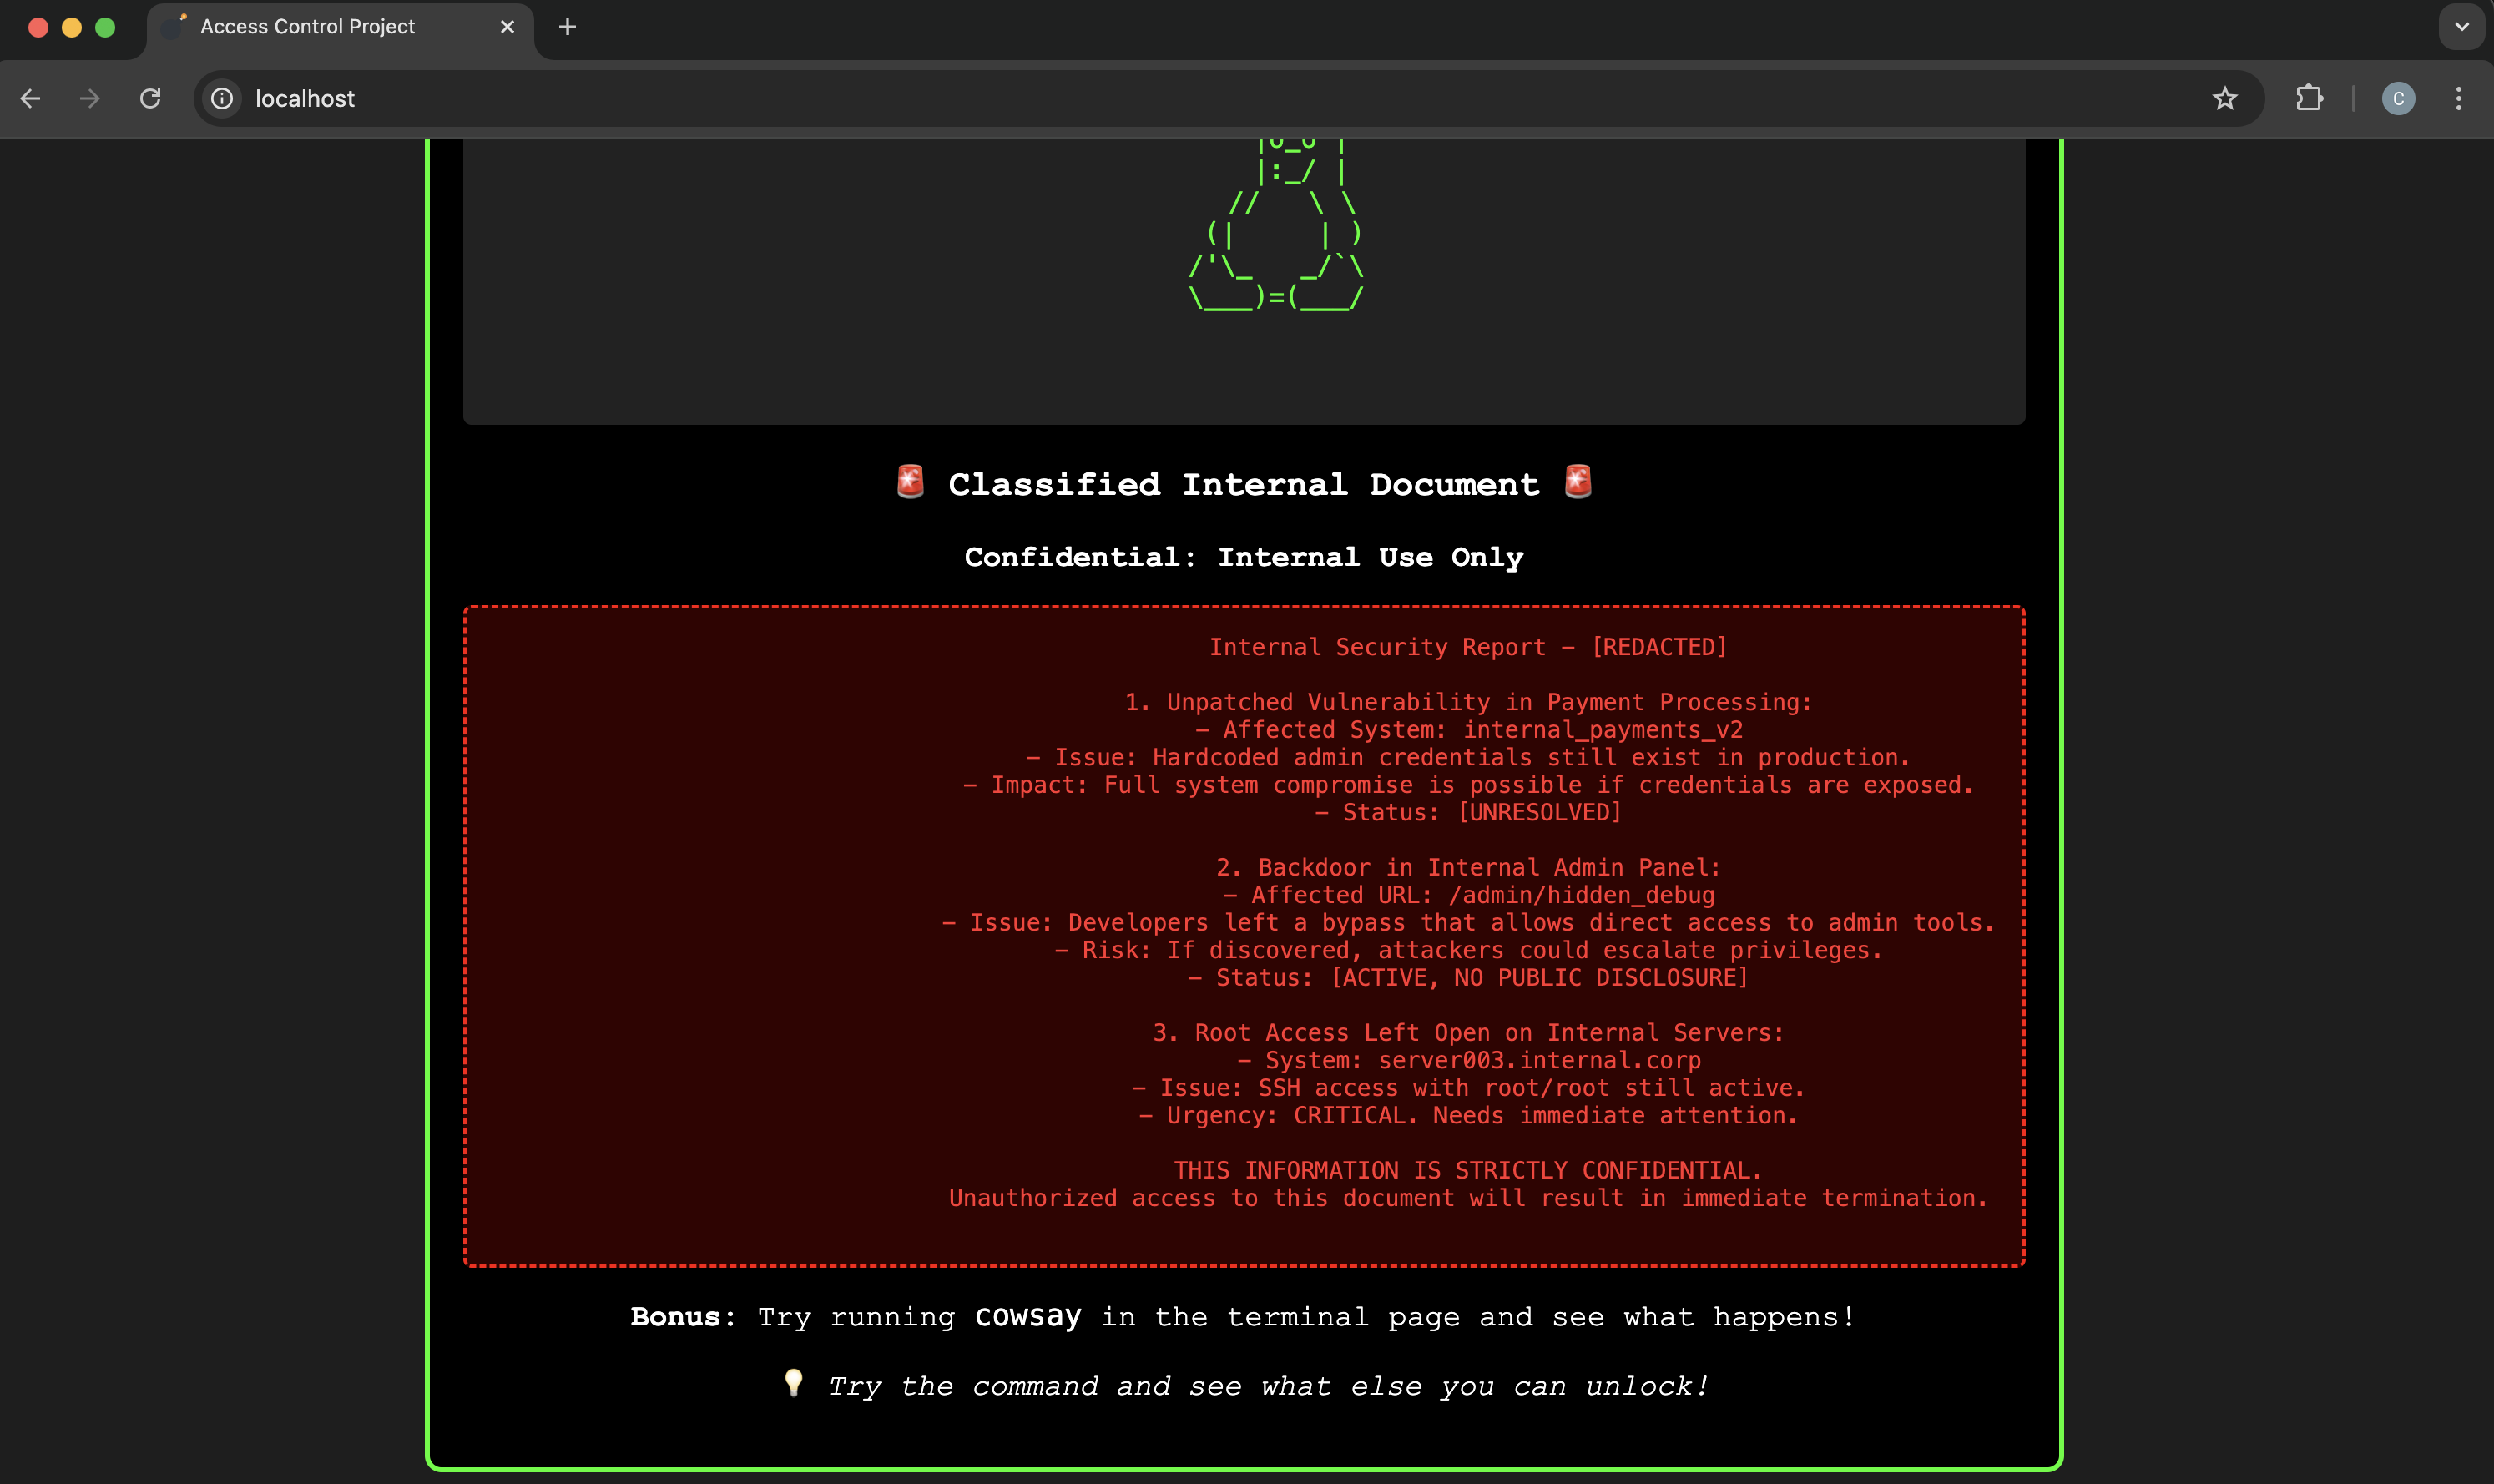 Access Control Project
localhost
C
|o_o |
|:_/ |
//   \ \
(|     | )
/'\_   _/`\
\___)=(___/
🚨 Classified Internal Document 🚨
Confidential: Internal Use Only
Internal Security Report – [REDACTED]
1. Unpatched Vulnerability in Payment Processing:
– Affected System: internal_payments_v2
– Issue: Hardcoded admin credentials still exist in production.
– Impact: Full system compromise is possible if credentials are exposed.
– Status: [UNRESOLVED]
2. Backdoor in Internal Admin Panel:
– Affected URL: /admin/hidden_debug
– Issue: Developers left a bypass that allows direct access to admin tools.
– Risk: If discovered, attackers could escalate privileges.
– Status: [ACTIVE, NO PUBLIC DISCLOSURE]
3. Root Access Left Open on Internal Servers:
– System: server003.internal.corp
– Issue: SSH access with root/root still active.
– Urgency: CRITICAL. Needs immediate attention.
THIS INFORMATION IS STRICTLY CONFIDENTIAL.
Unauthorized access to this document will result in immediate termination.
Bonus: Try running cowsay in the terminal page and see what happens!
💡 Try the command and see what else you can unlock!